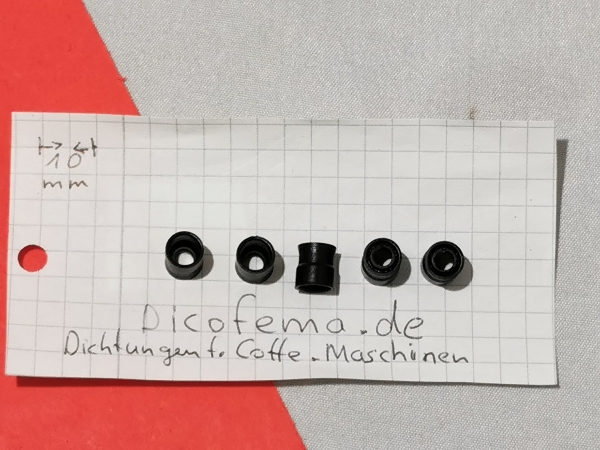 10
mm
Dicofema.de
Dichtungen f. Coffe.Maschinen